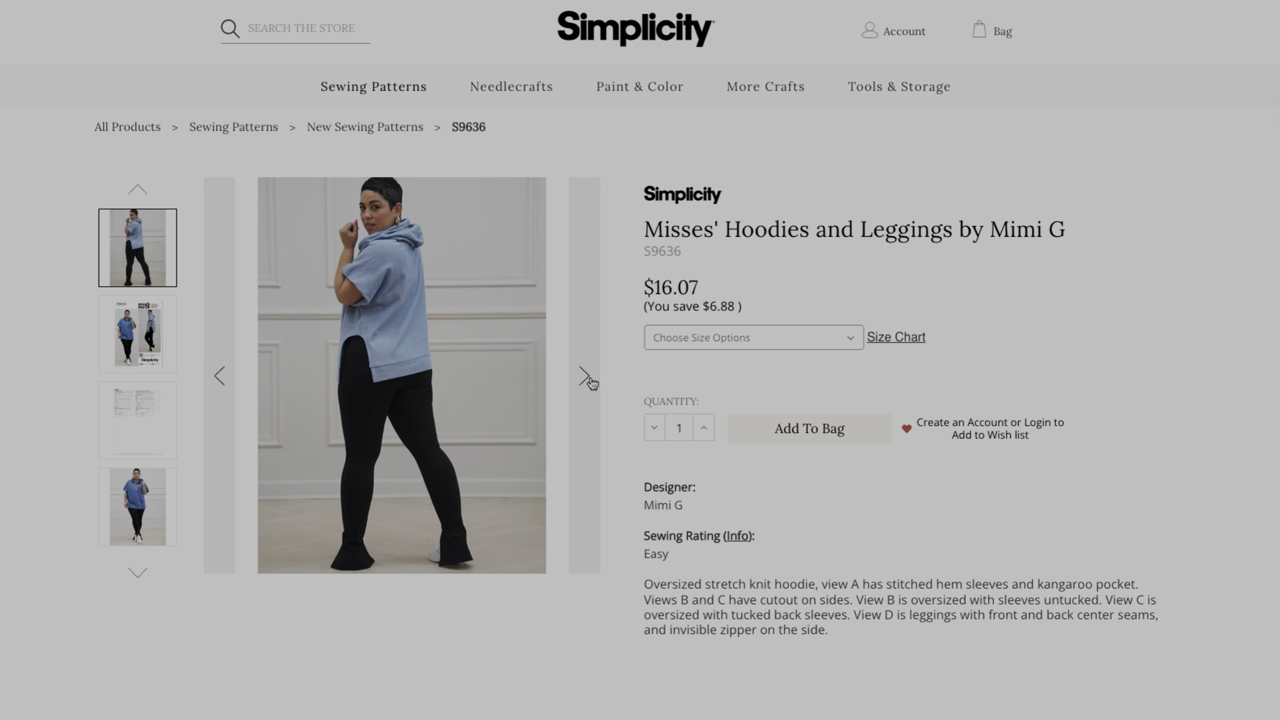 SEARCH THE STORE
Simplicity
Account
Bag
Sewing Patterns
Needlecrafts
Paint & Color
More Crafts
Tools & Storage
All Products > Sewing Patterns > New Sewing Patterns > S9636
Simplicity
Misses' Hoodies and Leggings by Mimi G
S9636
$16.07
(You save $6.88 )
Choose Size Options
Size Chart
QUANTITY:
1
Add To Bag
Create an Account or Login to
Add to Wish list
Designer:
Mimi G
Sewing Rating (Info):
Easy
Oversized stretch knit hoodie, view A has stitched hem sleeves and kangaroo pocket.
Views B and C have cutout on sides. View B is oversized with sleeves untucked. View C is
oversized with tucked back sleeves. View D is leggings with front and back center seams,
and invisible zipper on the side.